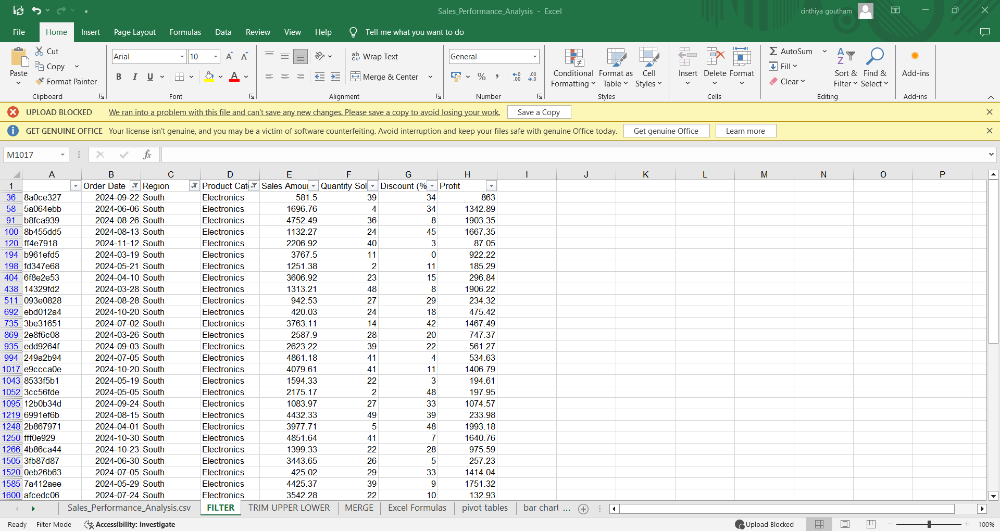 Sales_Performance_Analysis - Excel
cinthiya goutham
File Home Insert Page Layout Formulas Data Review View Help Tell me what you want to do
Paste
Cut
Copy
Format Painter
Clipboard
Arial 10
B I U A
Font
Wrap Text
Merge & Center
Alignment
General
Number
Conditional Formatting
Format as Table
Cell Styles
Styles
Insert Delete Format
Cells
AutoSum
Fill
Clear
Sort & Filter
Find & Select
Editing
Add-ins
Add-ins
UPLOAD BLOCKED We ran into a problem with this file and can't save any new changes. Please save a copy to avoid losing your work. Save a Copy
GET GENUINE OFFICE Your license isn't genuine, and you may be a victim of software counterfeiting. Avoid interruption and keep your files safe with genuine Office today. Get genuine Office Learn more
M1017 fx
A B C D E F G H I J K L M N O P
1 Order Date Region Product Cat Sales Amou Quantity Sol Discount (% Profit
36 8a0ce327 2024-09-22 South Electronics 581.5 39 34 863
58 5a064ebb 2024-06-06 South Electronics 1696.76 4 34 1342.89
91 b8fca939 2024-08-26 South Electronics 4752.49 36 8 1903.35
100 8b455dd5 2024-08-13 South Electronics 1132.27 24 45 1667.35
120 ff4e7918 2024-11-12 South Electronics 2206.92 40 3 87.05
194 b961efd5 2024-03-19 South Electronics 3767.5 11 0 922.22
198 fd347e68 2024-05-21 South Electronics 1251.38 2 11 185.29
404 6f8e2e53 2024-04-10 South Electronics 3606.92 23 15 296.84
438 14329fd2 2024-03-28 South Electronics 1313.21 48 8 1906.22
511 093e0828 2024-08-28 South Electronics 942.53 27 29 234.32
692 ebd012a4 2024-10-20 South Electronics 420.03 24 18 475.42
735 3be31651 2024-07-02 South Electronics 3763.11 14 42 1467.49
869 2e8f6c08 2024-03-26 South Electronics 2587.9 28 20 747.37
935 edd9264f 2024-09-03 South Electronics 2623.22 39 22 561.27
994 249a2b94 2024-07-05 South Electronics 4861.18 41 4 534.63
1017 e9ccca0e 2024-10-20 South Electronics 4079.61 41 11 1406.79
1043 8533f5b1 2024-05-19 South Electronics 1594.33 22 3 194.61
1052 3cc56fde 2024-05-05 South Electronics 2175.17 2 48 197.95
1095 12b0b34d 2024-09-24 South Electronics 1083.97 27 33 1074.57
1219 6991ef6b 2024-08-15 South Electronics 4432.33 49 39 233.98
1248 2b867971 2024-04-01 South Electronics 3977.71 5 48 1993.18
1250 fff0e929 2024-10-30 South Electronics 4851.64 41 7 1640.76
1266 4b86ca44 2024-10-23 South Electronics 1399.33 22 28 975.59
1505 3fb87d87 2024-06-30 South Electronics 3443.65 26 5 257.23
1520 0eb26b63 2024-07-05 South Electronics 425.02 29 33 1414.04
1585 7a412aee 2024-05-29 South Electronics 4425.37 39 9 1751.32
1600 afcedc06 2024-07-24 South Electronics 3542.28 22 10 132.93
Sales_Performance_Analysis.csv FILTER TRIM UPPER LOWER MERGE Excel Formulas pivot tables bar chart ...
Ready Filter Mode Accessibility: Investigate Upload Blocked 100%